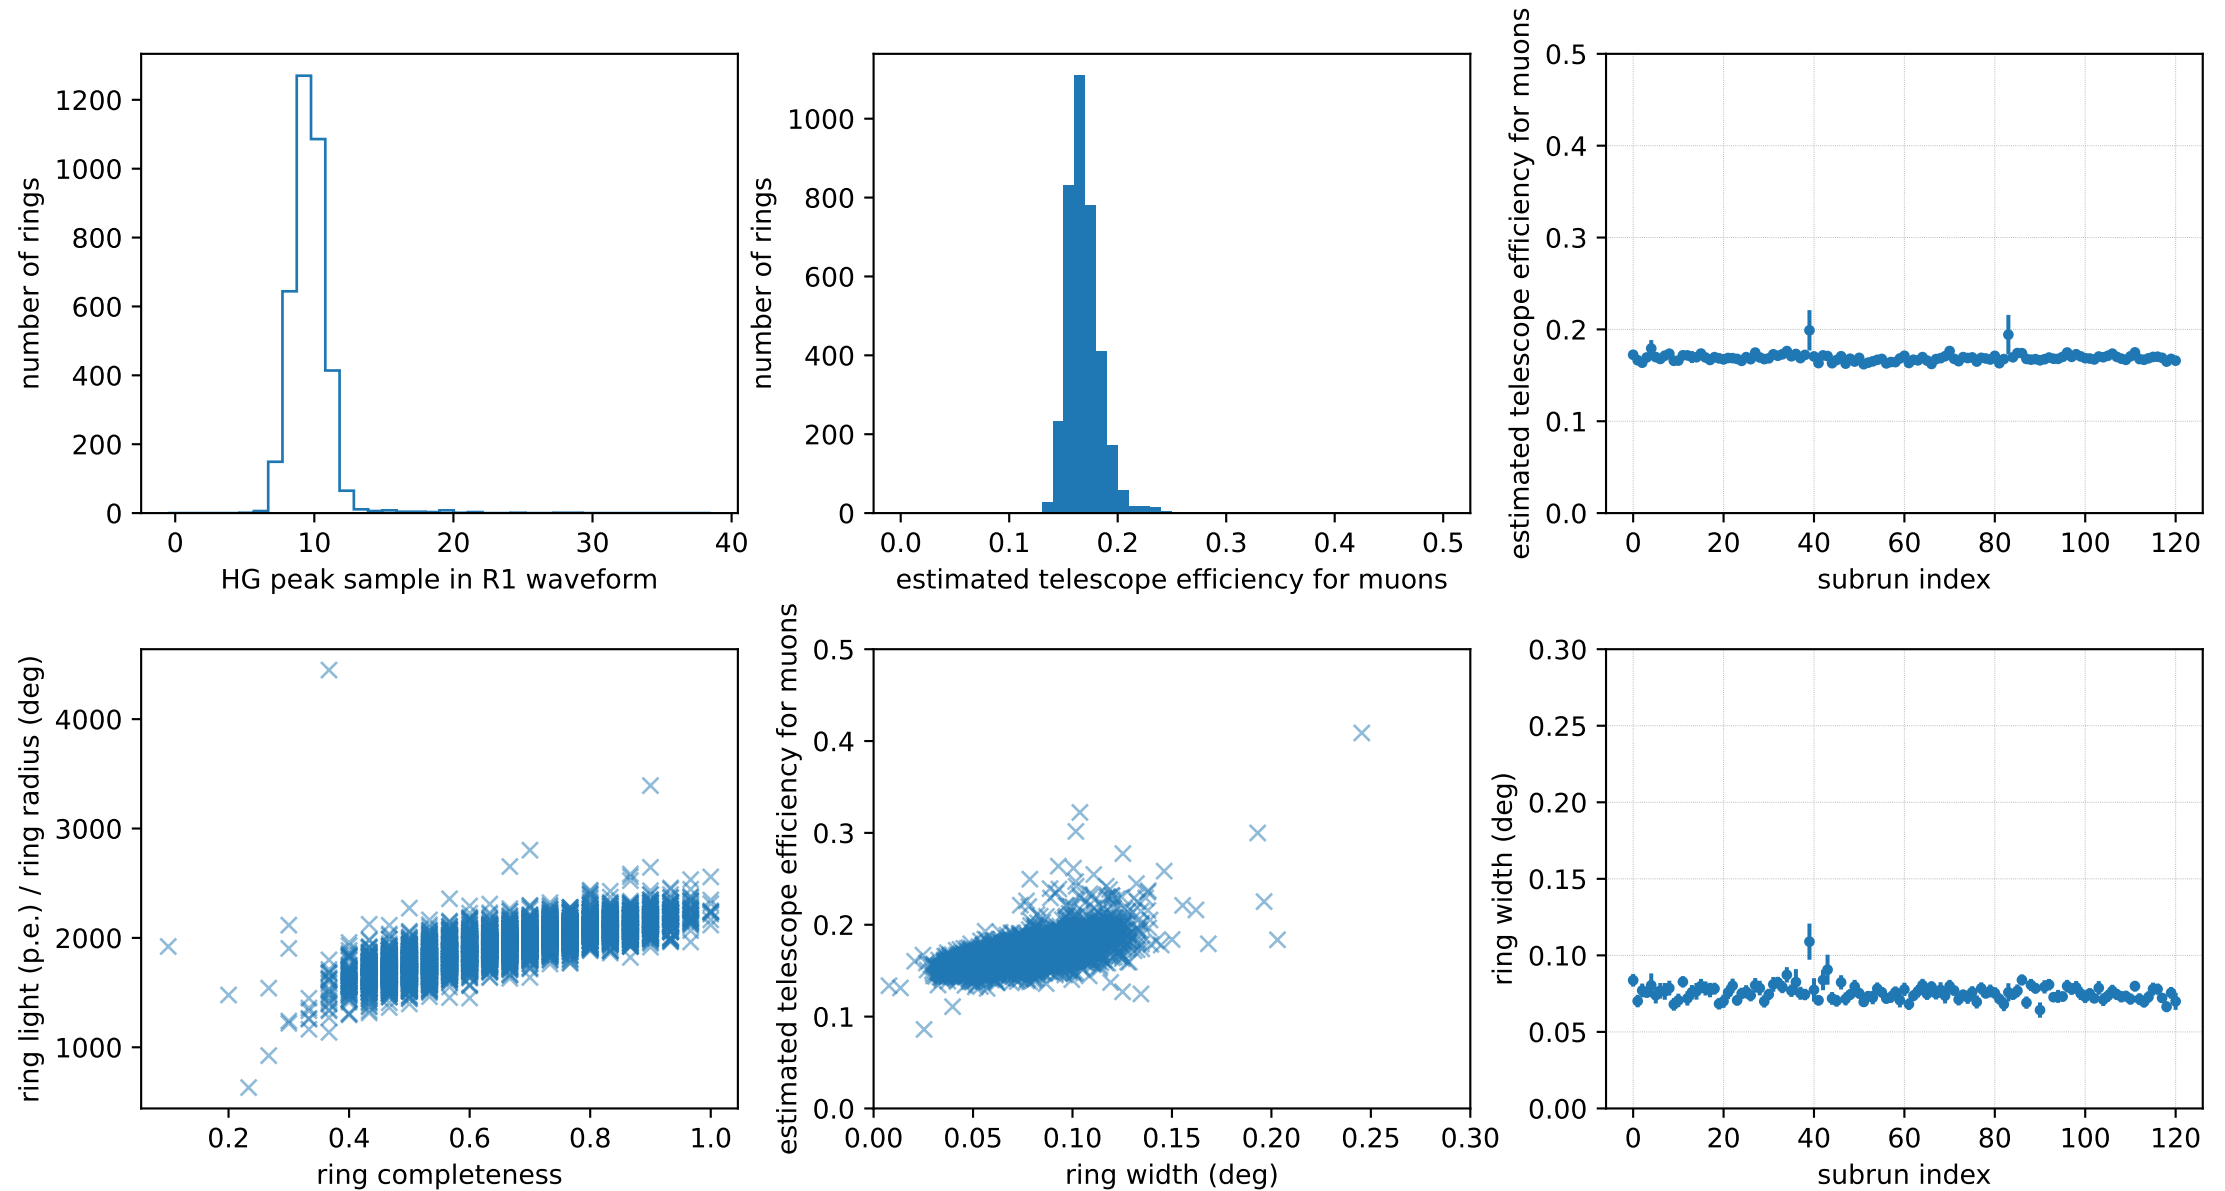 1200
1000
800
600
400
200
0
number of rings
0 10 20 30 40
HG peak sample in R1 waveform
1000
800
600
400
200
0
number of rings
0.0 0.1 0.2 0.3 0.4 0.5
estimated telescope efficiency for muons
0.5
0.4
0.3
0.2
0.1
0.0
estimated telescope efficiency for muons
0 20 40 60 80 100 120
subrun index
4000
3000
2000
1000
ring light (p.e.) / ring radius (deg)
0.2 0.4 0.6 0.8 1.0
ring completeness
0.5
0.4
0.3
0.2
0.1
0.0
estimated telescope efficiency for muons
0.00 0.05 0.10 0.15 0.20 0.25 0.30
ring width (deg)
0.30
0.25
0.20
0.15
0.10
0.05
0.00
ring width (deg)
0 20 40 60 80 100 120
subrun index